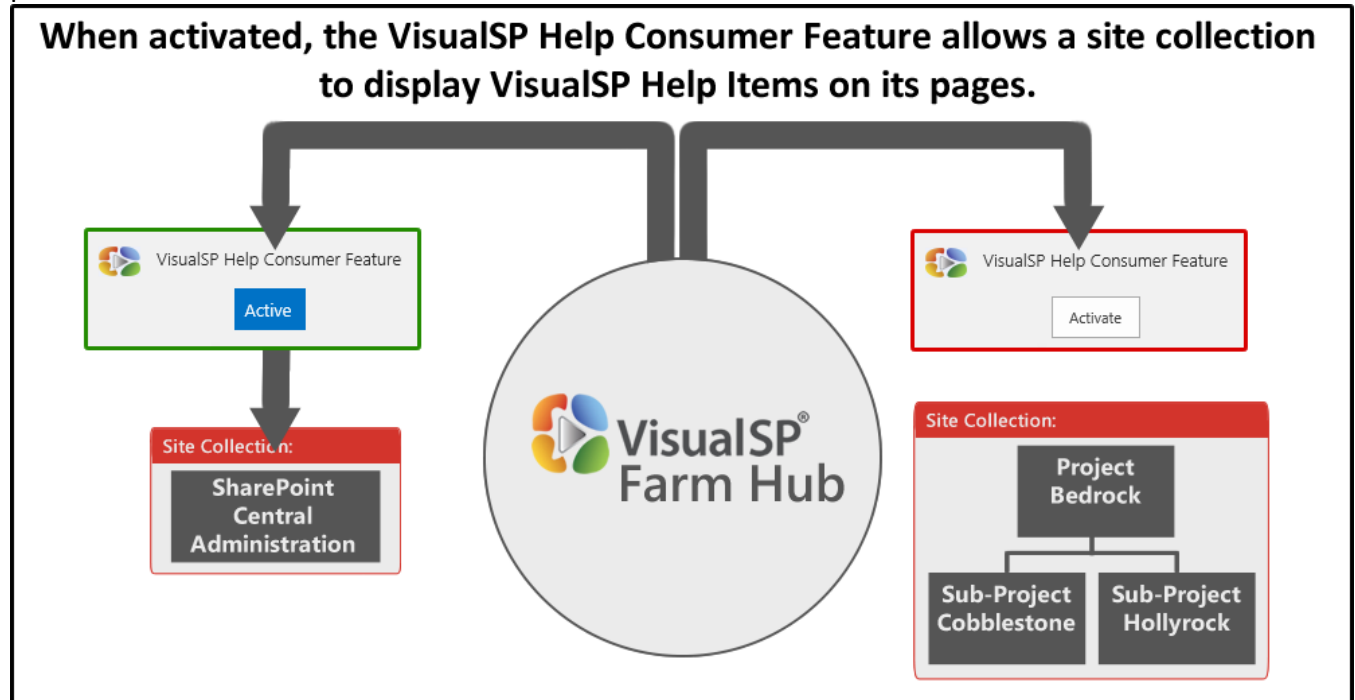 When activated, the VisualSP Help Consumer Feature allows a site collection
to display VisualSP Help Items on its pages.
VisualSP Help Consumer Feature
Active
VisualSP Help Consumer Feature
Activate
Site Collection:
SharePoint
Central
Administration
VisualSP®
Farm Hub
Site Collection:
Project
Bedrock
Sub-Project
Cobblestone
Sub-Project
Hollyrock